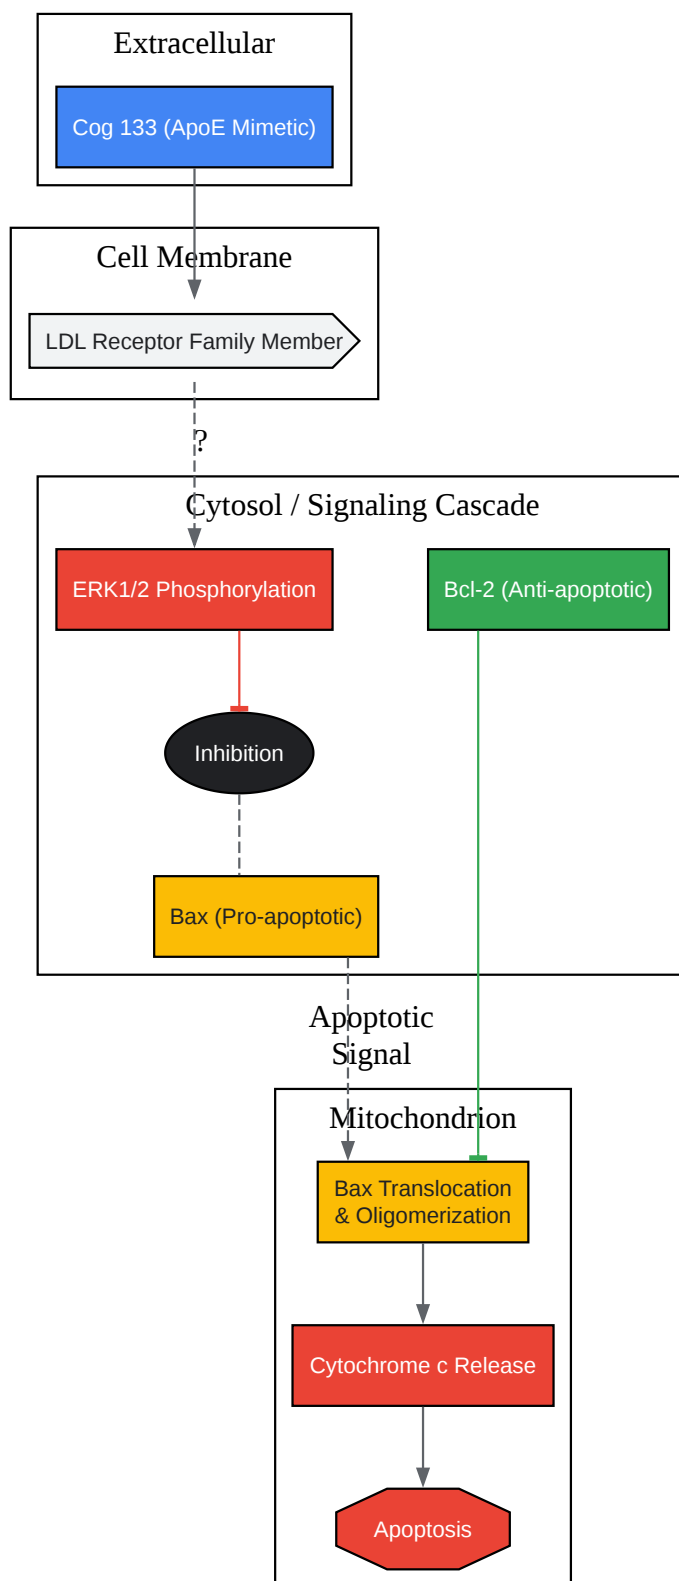 Extracellular
Cog 133 (ApoE Mimetic)
Cell Membrane
LDL Receptor Family Member
?
Cytosol / Signaling Cascade
ERK1/2 Phosphorylation
Bcl-2 (Anti-apoptotic)
Inhibition
Bax (Pro-apoptotic)
Apoptotic
Signal
Mitochondrion
Bax Translocation
& Oligomerization
Cytochrome c Release
Apoptosis